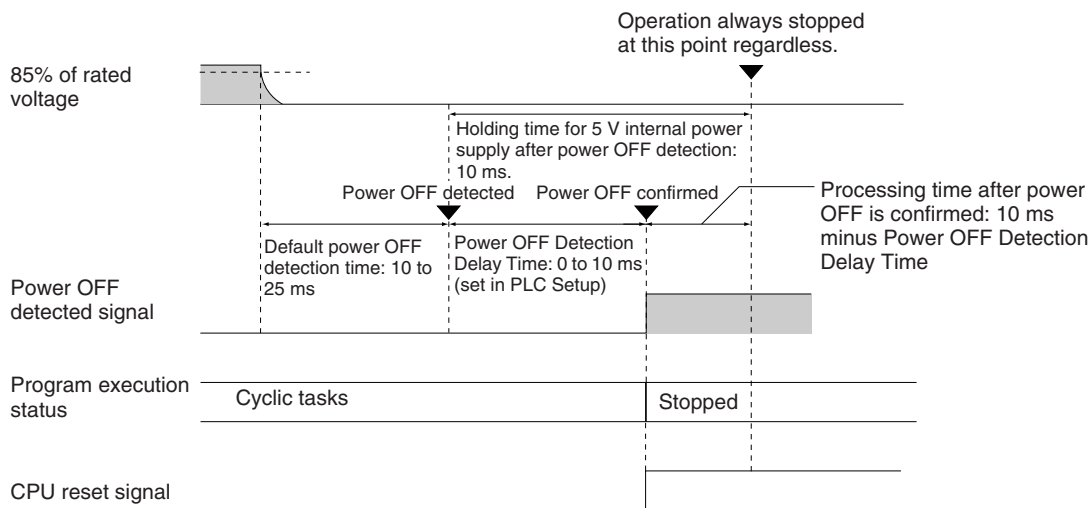 Operation always stopped
at this point regardless.
85% of rated
voltage
Holding time for 5 V internal power
supply after power OFF detection:
10 ms.
Power OFF detected
Power OFF confirmed
Processing time after power
OFF is confirmed: 10 ms
minus Power OFF Detection
Delay Time
Default power OFF
detection time: 10 to
25 ms
Power OFF Detection
Delay Time: 0 to 10 ms
(set in PLC Setup)
Power OFF
detected signal
Program execution
status
Cyclic tasks
Stopped
CPU reset signal